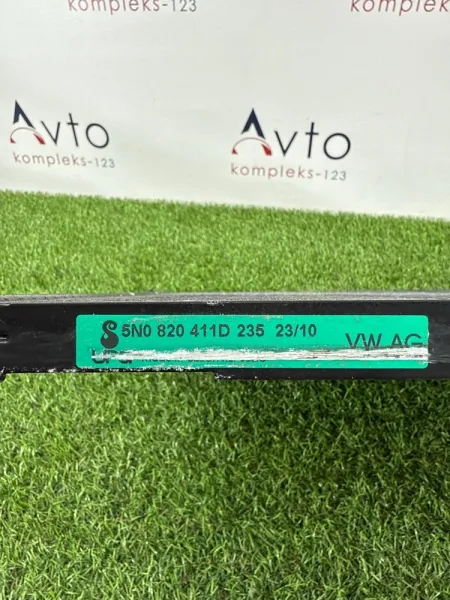 kompleks-123
kompleks
Avto
kompleks-123
Avto
kompleks-123
5N0 820 411D 235 23/10
VW AG